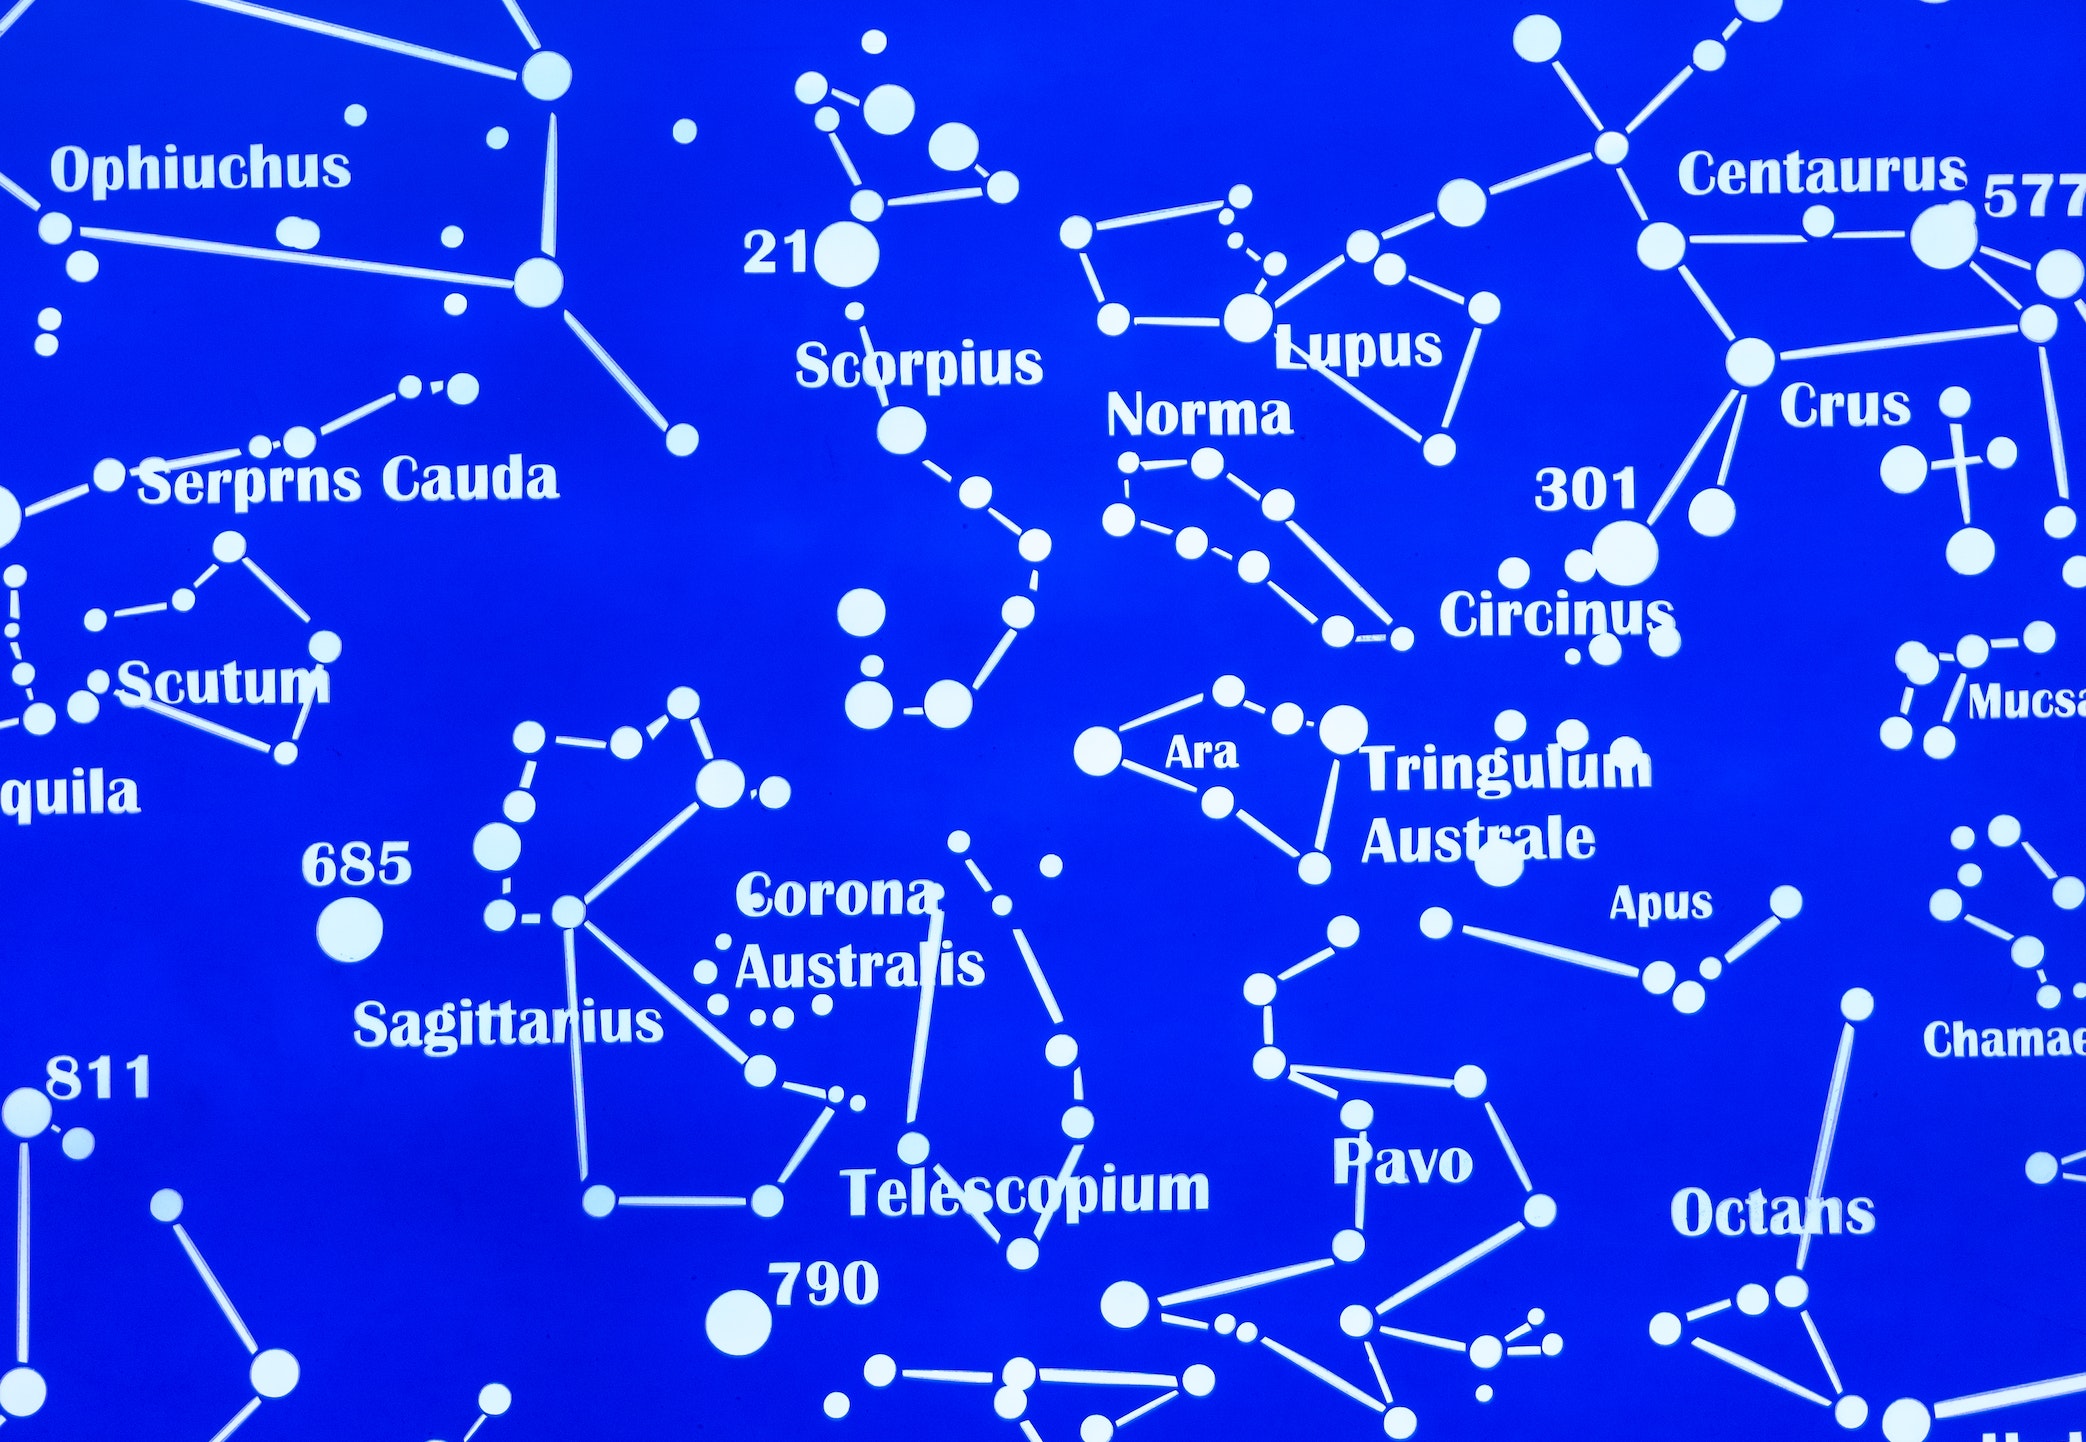 Ophiuchus
Centaurus
577
21
Scorpius
Lupus
Crus
Norma
Serprns Cauda
301
Circinus
Scutum
Mucsa
Ara
Tringulum
Australe
quila
685
Corona
Australis
Apus
Sagittarius
Chamae
811
Pavo
Telescopium
Octans
790